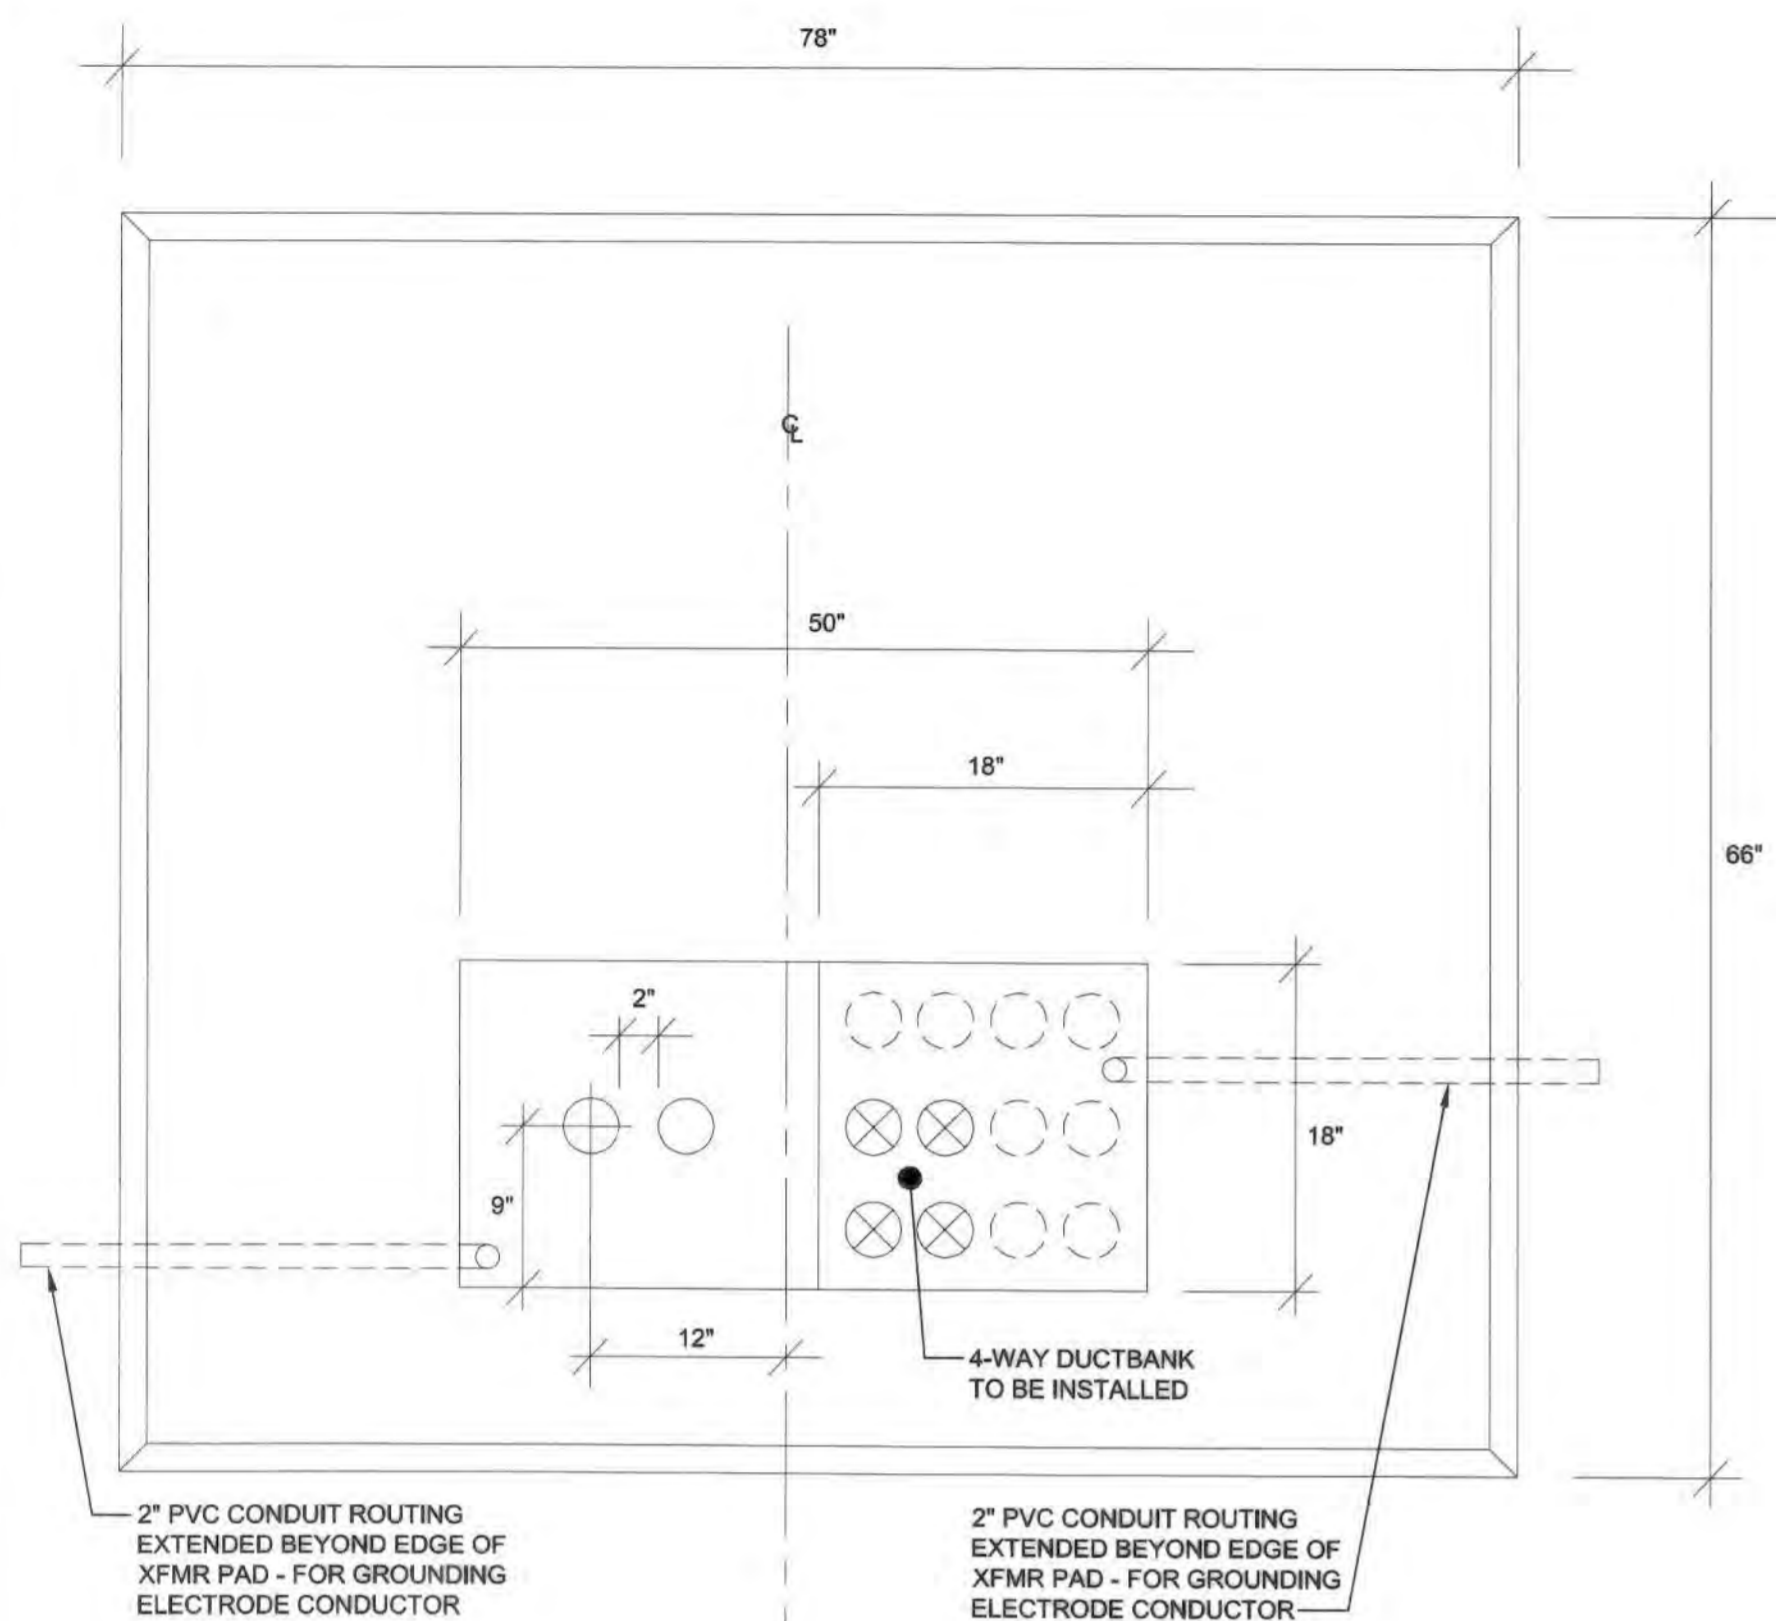 78"
℄
50"
18"
66"
2"
18"
9"
12"
4-WAY DUCTBANK
TO BE INSTALLED
2" PVC CONDUIT ROUTING
EXTENDED BEYOND EDGE OF
XFMR PAD - FOR GROUNDING
ELECTRODE CONDUCTOR
2" PVC CONDUIT ROUTING
EXTENDED BEYOND EDGE OF
XFMR PAD - FOR GROUNDING
ELECTRODE CONDUCTOR